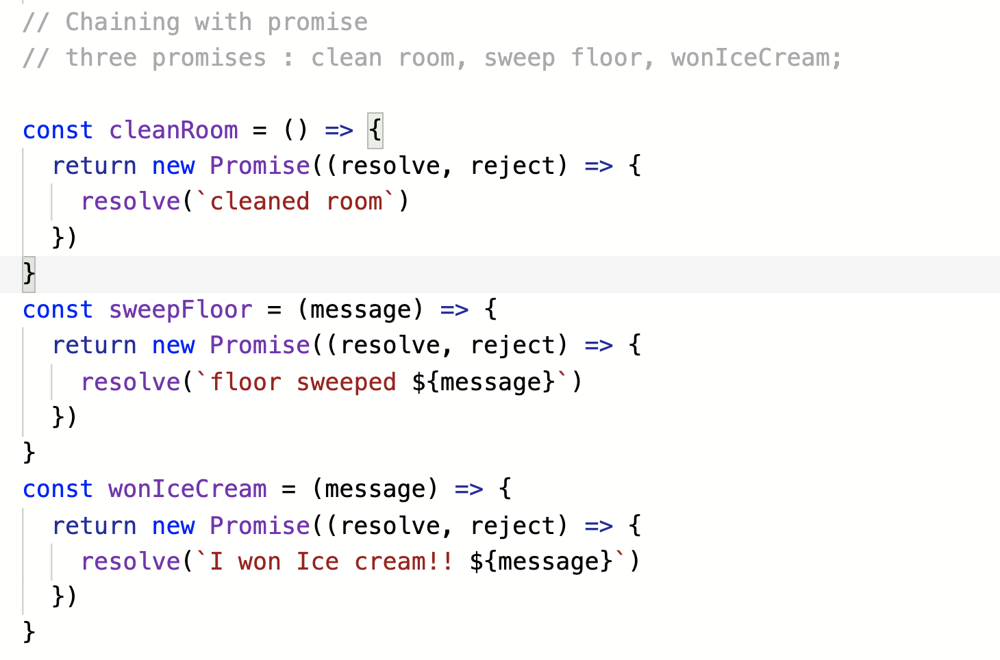 // Chaining with promise
// three promises : clean room, sweep floor, wonIceCream;
const cleanRoom = () => {
return new Promise((resolve, reject) => {
resolve(`cleaned room`)
})
}
const sweepFloor = (message) => {
return new Promise((resolve, reject) => {
resolve(`floor sweeped ${message}`)
})
}
const wonIceCream = (message) => {
return new Promise((resolve, reject) => {
resolve(`I won Ice cream!! ${message}`)
})
}